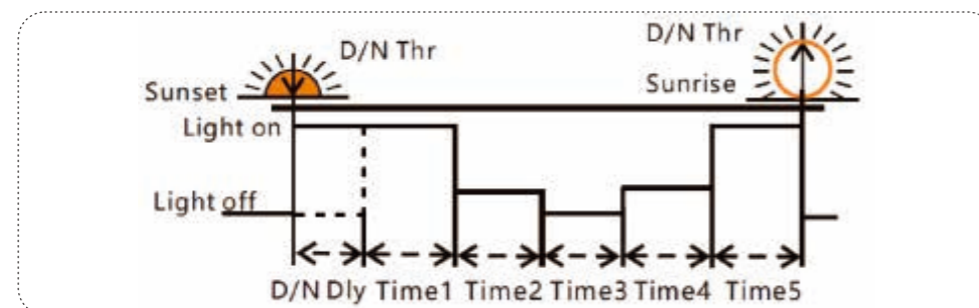 D/N Thr
Sunset
D/N Thr
Sunrise
Light on
Light off
D/N Dly Time1 Time2 Time3 Time4 Time5